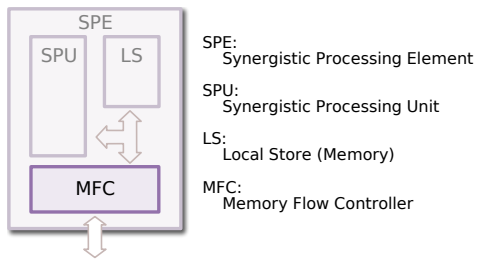 SPE
SPU
LS
MFC
SPE:
Synergistic Processing Element
SPU:
Synergistic Processing Unit
LS:
Local Store (Memory)
MFC:
Memory Flow Controller